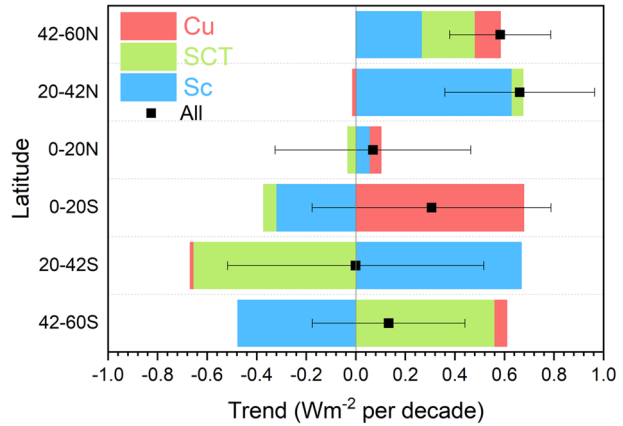 Cu
SCT
Sc
All
42-60N
20-42N
0-20N
0-20S
20-42S
42-60S
Latitude
-1.0 -0.8 -0.6 -0.4 -0.2 0.0 0.2 0.4 0.6 0.8 1.0
Trend (Wm⁻² per decade)